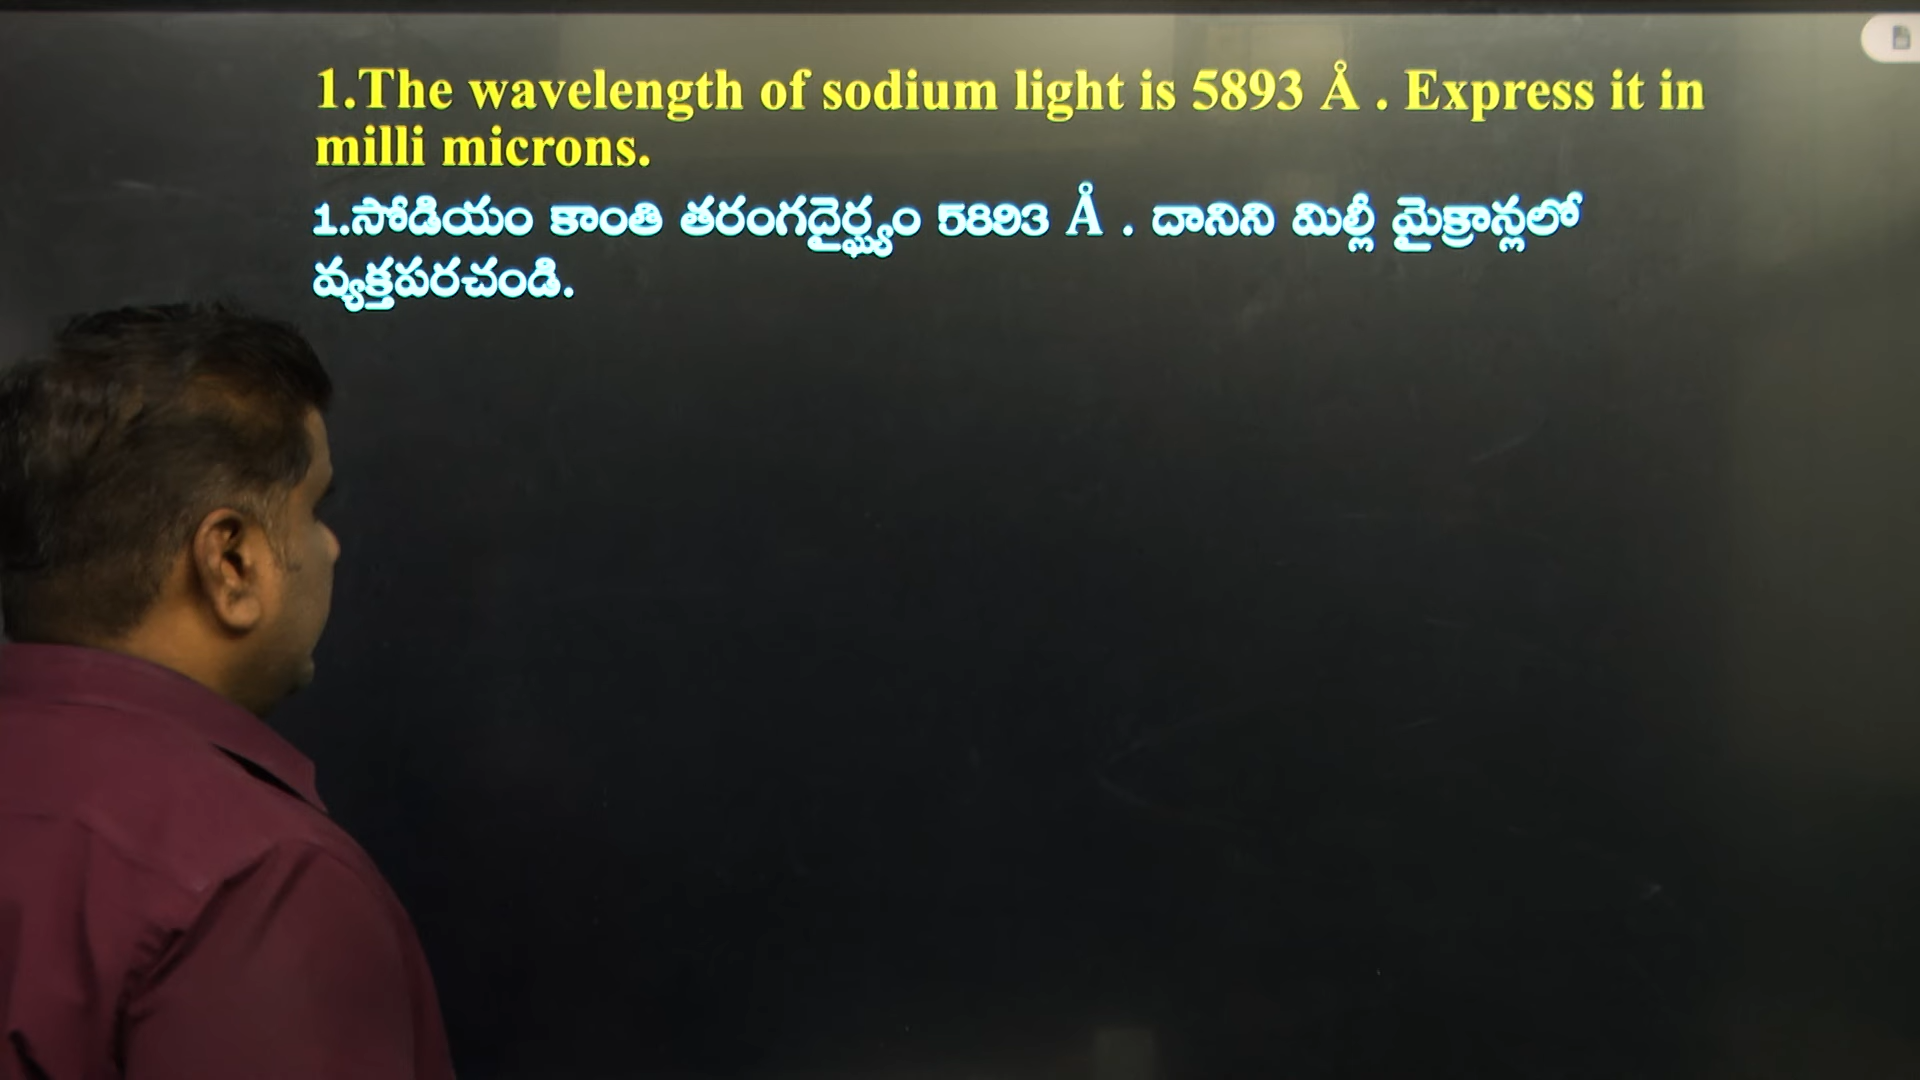 1.The wavelength of sodium light is 5893 Å . Express it in
milli microns.
1.సోడియం కాంతి తరంగదైర్ఘ్యం 5893 Å . దానిని మిల్లీ మైక్రాన్లలో
వ్యక్తపరచండి.